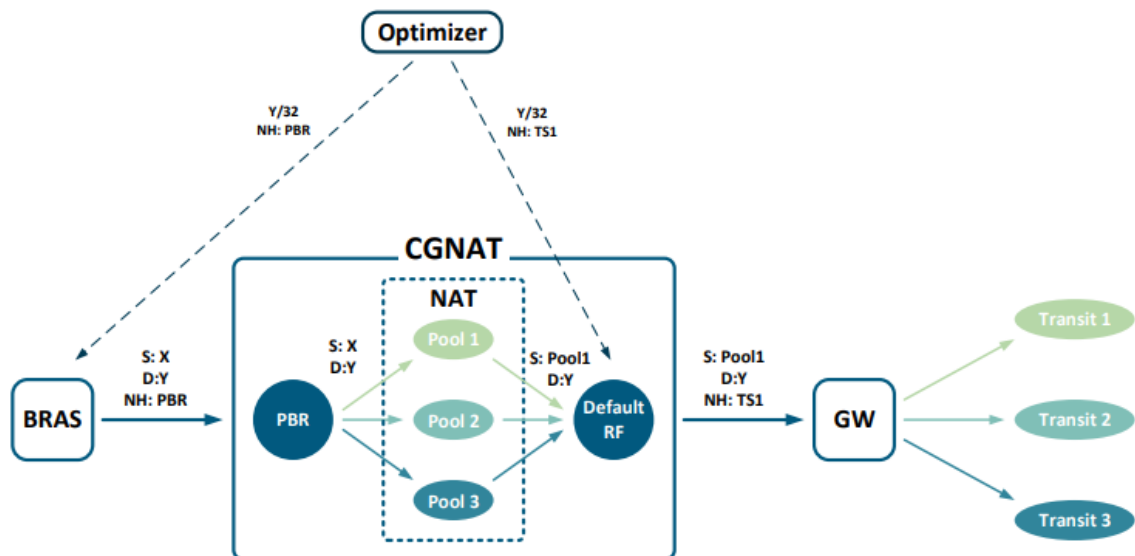 Optimizer
Y/32
NH: PBR
Y/32
NH: TS1
CGNAT
NAT
S: X
D:Y
NH: PBR
S: X
D:Y
Pool 1
S: Pool1
D:Y
S: Pool1
D:Y
NH: TS1
Transit 1
BRAS
PBR
Pool 2
Default
RF
GW
Transit 2
Pool 3
Transit 3